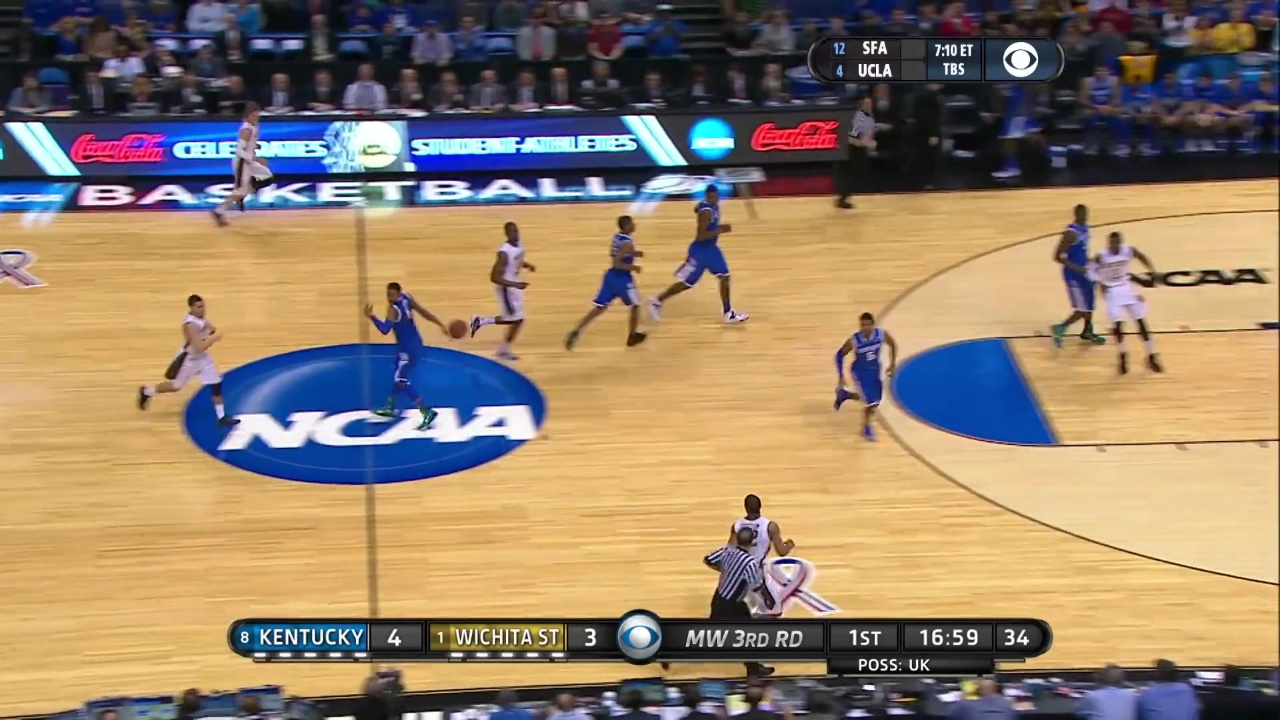 12 SFA 7:10 ET
4 UCLA TBS
Coca-Cola CELEBRATES STUDENT-ATHLETES Coca-Cola
BASKETBALL
NCAA
NCAA
8 KENTUCKY 4 1 WICHITA ST 3 MW 3RD RD 1ST 16:59 34
POSS: UK